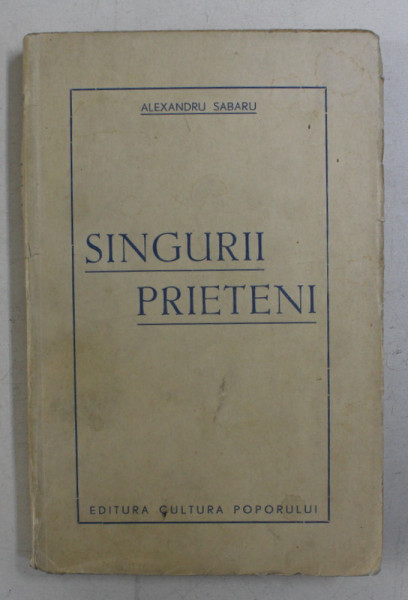 ALEXANDRU SABARU
SINGURII
PRIETENI
EDITURA CULTURA POPORULUI